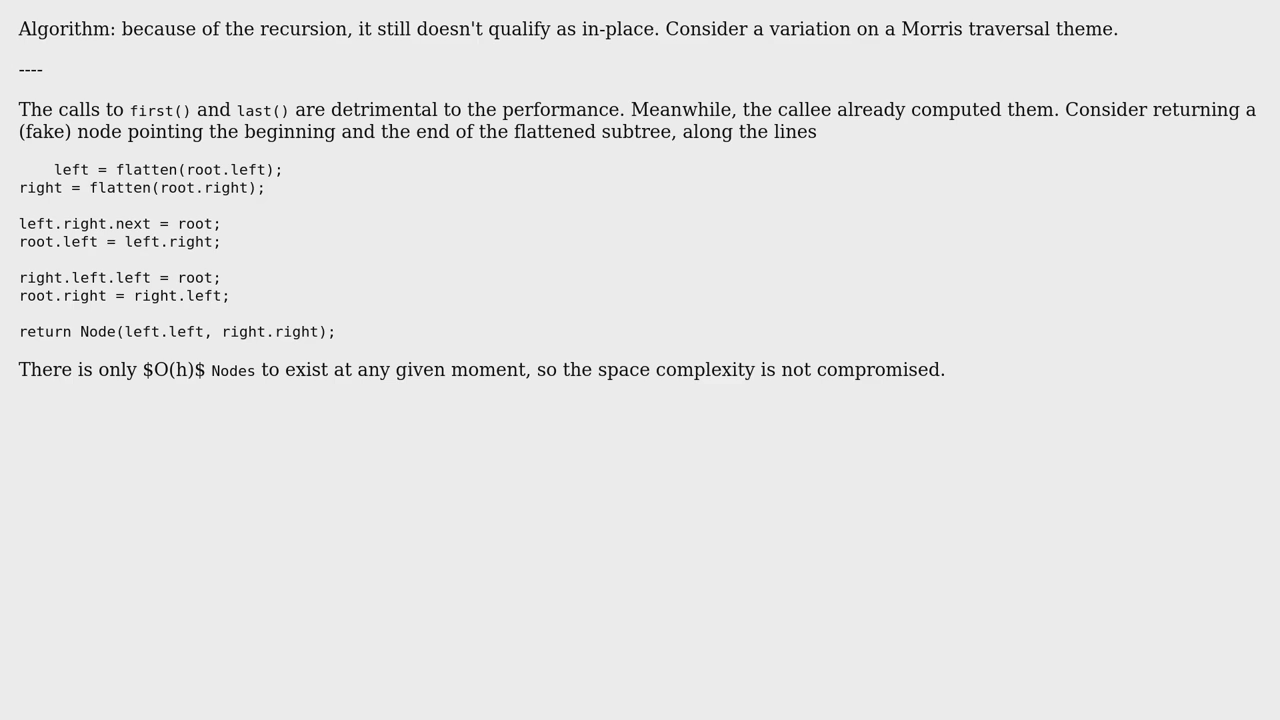 Algorithm: because of the recursion, it still doesn't qualify as in-place. Consider a variation on a Morris traversal theme.
----
The calls to first() and last() are detrimental to the performance. Meanwhile, the callee already computed them. Consider returning a
(fake) node pointing the beginning and the end of the flattened subtree, along the lines
    left = flatten(root.left);
right = flatten(root.right);
left.right.next = root;
root.left = left.right;
right.left.left = root;
root.right = right.left;
return Node(left.left, right.right);
There is only $O(h)$ Nodes to exist at any given moment, so the space complexity is not compromised.